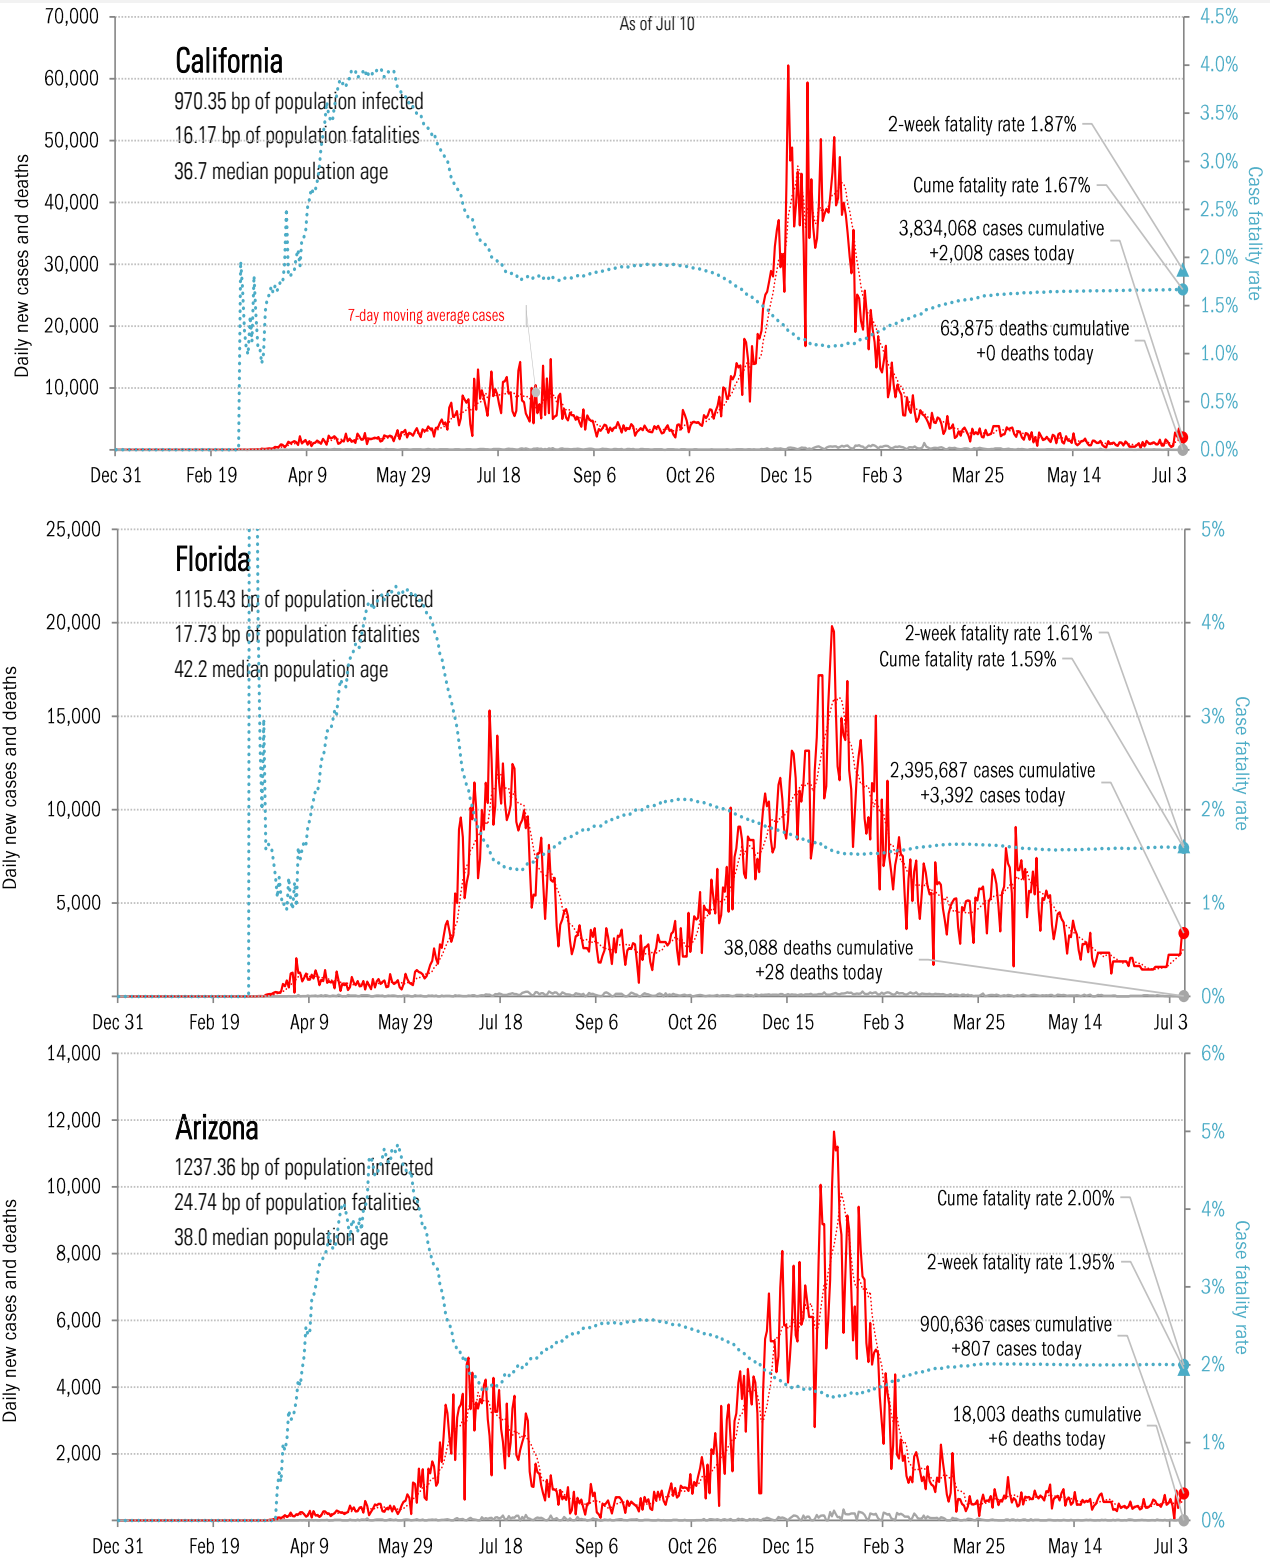 As of Jul 10
California
970.35 bp of population infected
16.17 bp of population fatalities
36.7 median population age
Daily new cases and deaths
70,000
60,000
50,000
40,000
30,000
20,000
10,000
4.5%
4.0%
3.5%
3.0%
2.5%
2.0%
1.5%
1.0%
0.5%
0.0%
Case fatality rate
2-week fatality rate 1.87%
Cume fatality rate 1.67%
3,834,068 cases cumulative
+2,008 cases today
7-day moving average cases
63,875 deaths cumulative
+0 deaths today
Dec 31 Feb 19 Apr 9 May 29 Jul 18 Sep 6 Oct 26 Dec 15 Feb 3 Mar 25 May 14 Jul 3
Florida
1115.43 bp of population infected
17.73 bp of population fatalities
42.2 median population age
Daily new cases and deaths
25,000
20,000
15,000
10,000
5,000
5%
4%
3%
2%
1%
0%
Case fatality rate
2-week fatality rate 1.61%
Cume fatality rate 1.59%
2,395,687 cases cumulative
+3,392 cases today
38,088 deaths cumulative
+28 deaths today
Dec 31 Feb 19 Apr 9 May 29 Jul 18 Sep 6 Oct 26 Dec 15 Feb 3 Mar 25 May 14 Jul 3
Arizona
1237.36 bp of population infected
24.74 bp of population fatalities
38.0 median population age
Daily new cases and deaths
14,000
12,000
10,000
8,000
6,000
4,000
2,000
6%
5%
4%
3%
2%
1%
0%
Case fatality rate
Cume fatality rate 2.00%
2-week fatality rate 1.95%
900,636 cases cumulative
+807 cases today
18,003 deaths cumulative
+6 deaths today
Dec 31 Feb 19 Apr 9 May 29 Jul 18 Sep 6 Oct 26 Dec 15 Feb 3 Mar 25 May 14 Jul 3